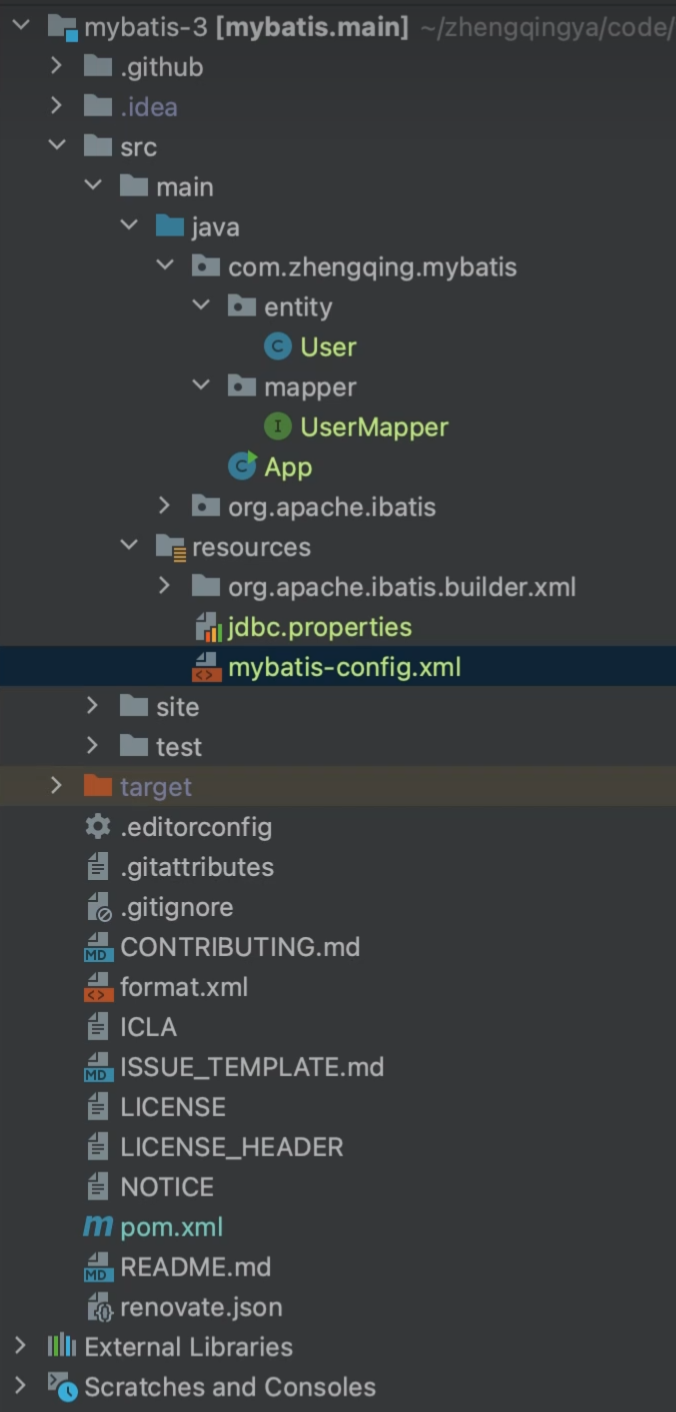 mybatis-3 [mybatis.main] ~/zhengqingya/code/
.github
.idea
src
main
java
com.zhengqing.mybatis
entity
C User
mapper
I UserMapper
C App
org.apache.ibatis
resources
org.apache.ibatis.builder.xml
jdbc.properties
<> mybatis-config.xml
site
test
target
.editorconfig
.gitattributes
.gitignore
MD CONTRIBUTING.md
<> format.xml
ICLA
MD ISSUE_TEMPLATE.md
LICENSE
LICENSE_HEADER
NOTICE
m pom.xml
MD README.md
{} renovate.json
External Libraries
Scratches and Consoles